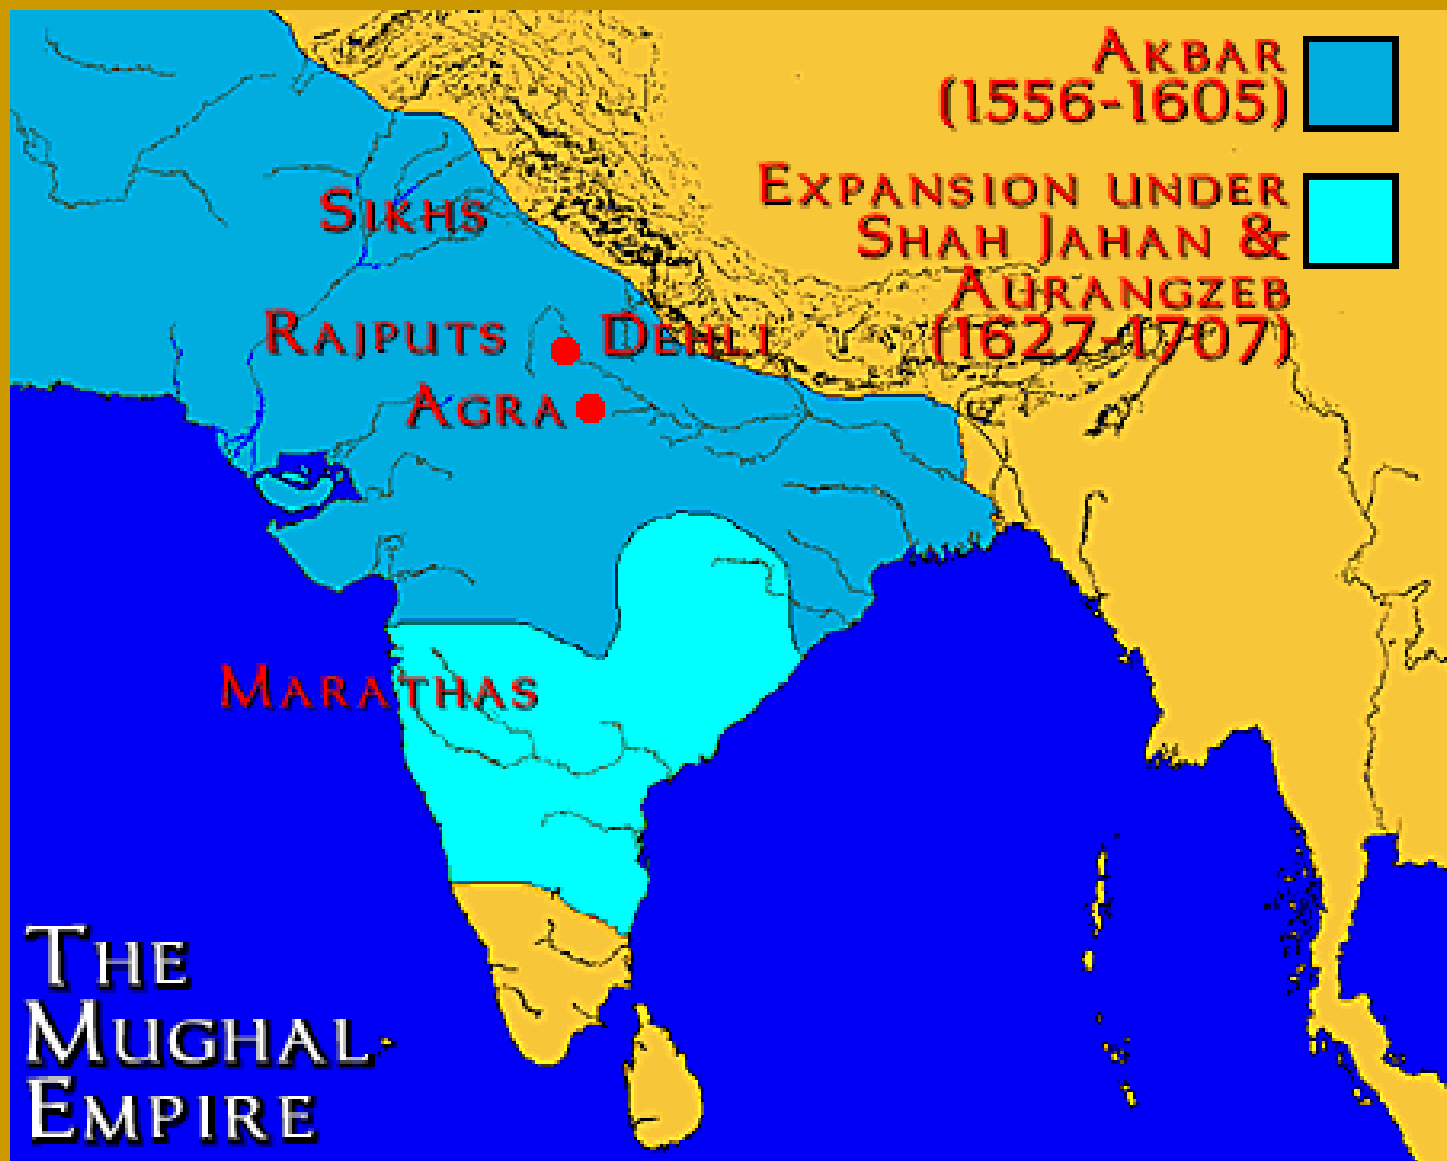 AKBAR
(1556-1605)
EXPANSION UNDER
SHAH JAHAN &
AURANGZEB
(1627-1707)
SIKHS
RAJPUTS
DEHLI
AGRA
MARATHAS
THE
MUGHAL
EMPIRE